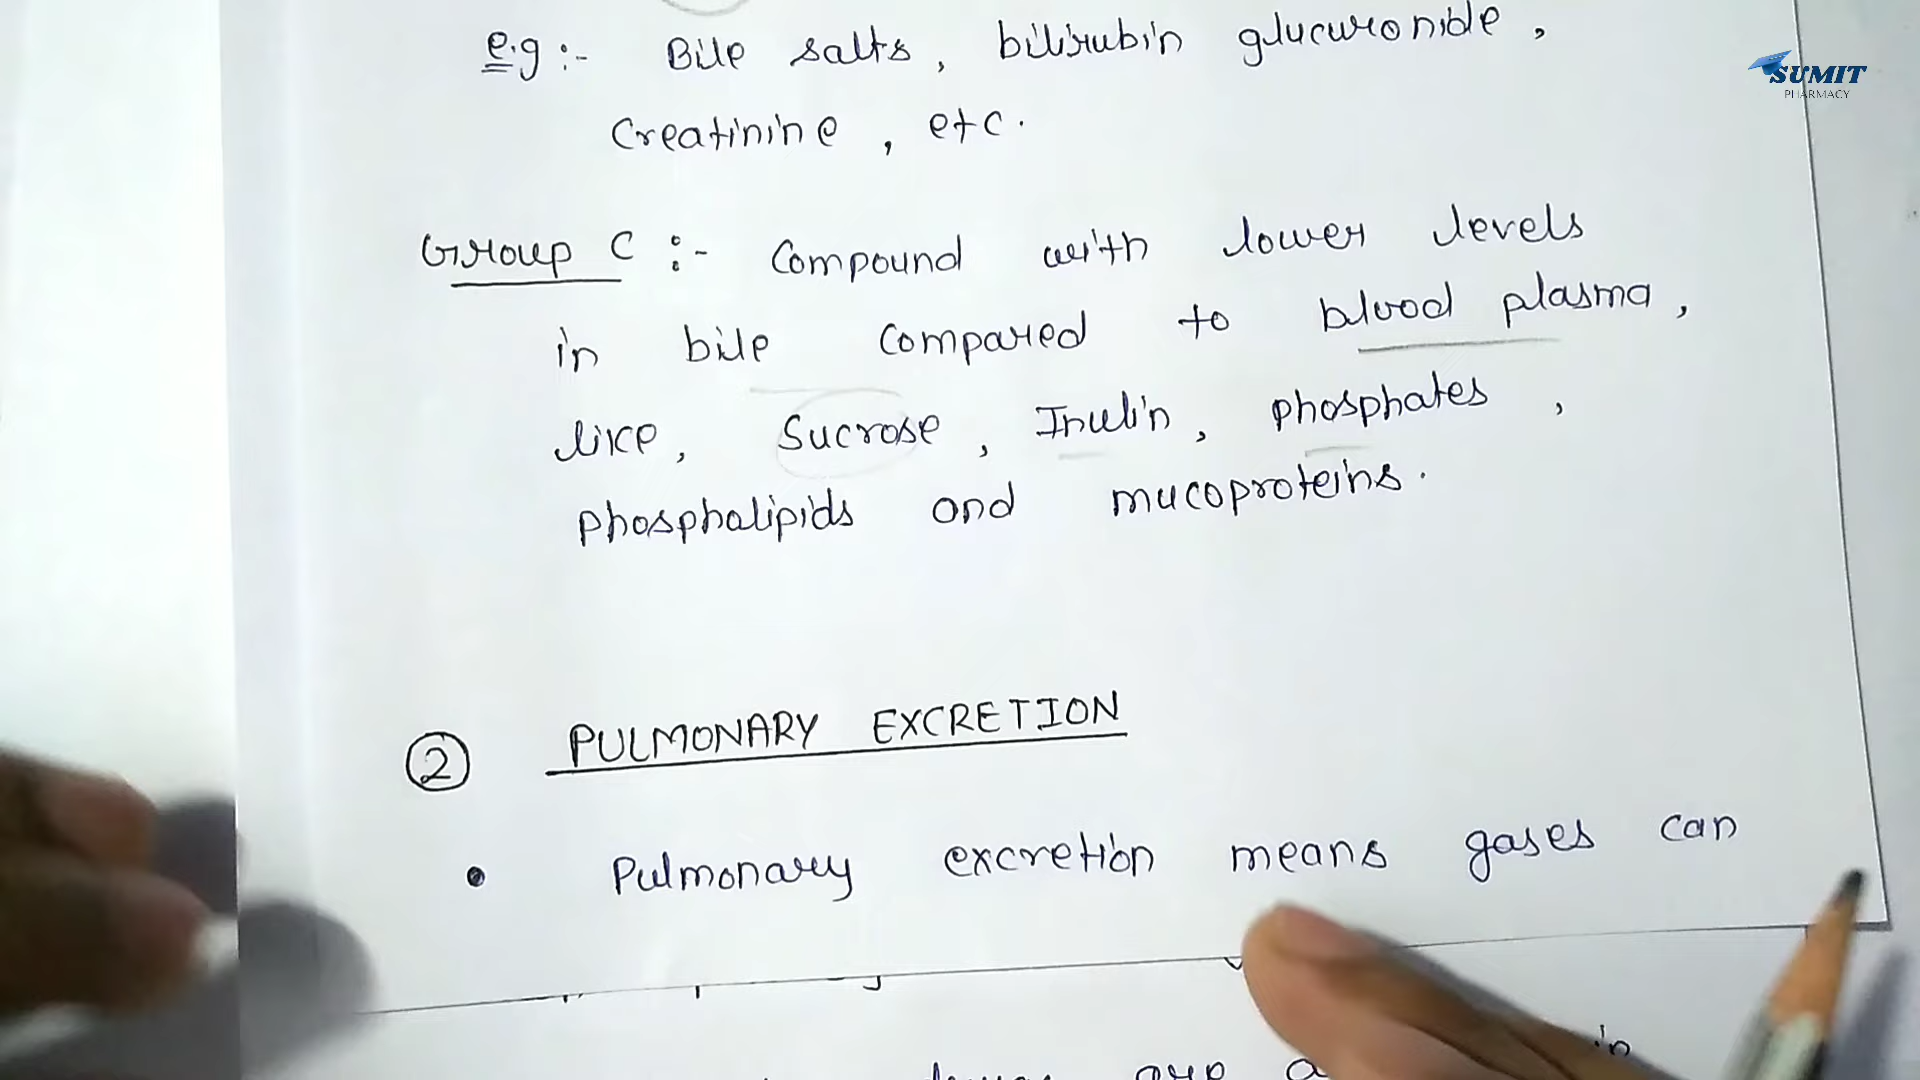 e.g :- Bile salts, bilirubin glucuronide,
SUMIT
PHARMACY
Creatinine, etc.
Group C :- Compound with lower levels
in bile compared to blood plasma,
like, Sucrose, Inulin, phosphates,
phosphalipids and mucoproteins.
② PULMONARY EXCRETION
• Pulmonary excretion means gases can